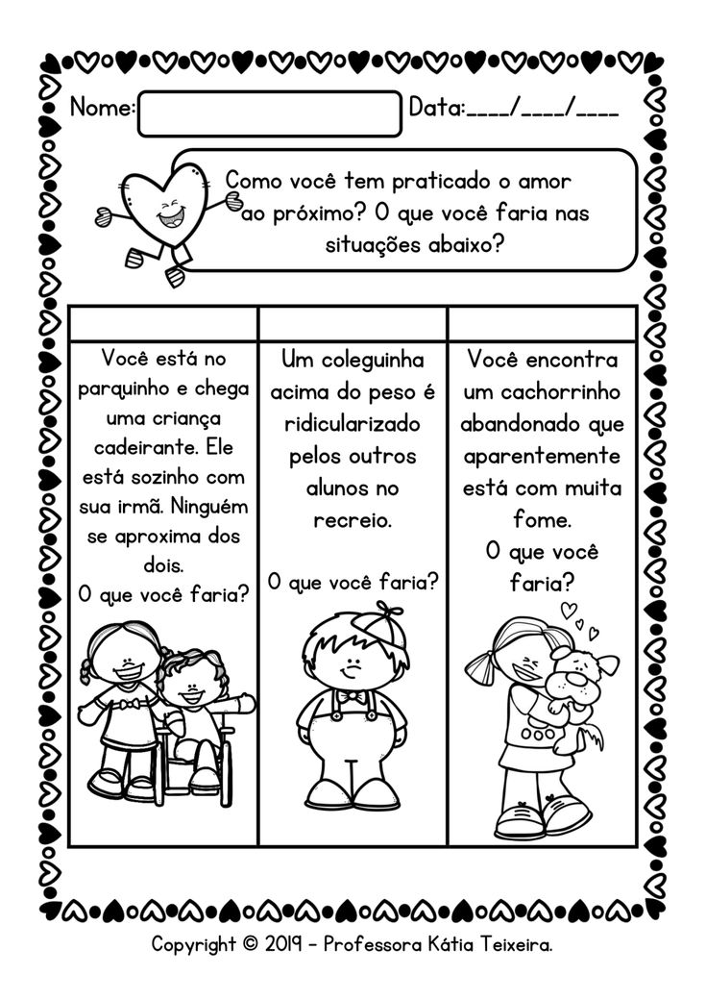 Nome: Data:____/____/____
Como você tem praticado o amor
ao próximo? O que você faria nas
situações abaixo?
Você está no
parquinho e chega
uma criança
cadeirante. Ele
está sozinho com
sua irmã. Ninguém
se aproxima dos
dois.
O que você faria?
Um coleguinha
acima do peso é
ridicularizado
pelos outros
alunos no
recreio.
O que você faria?
Você encontra
um cachorrinho
abandonado que
aparentemente
está com muita
fome.
O que você
faria?
Copyright © 2019 - Professora Kátia Teixeira.